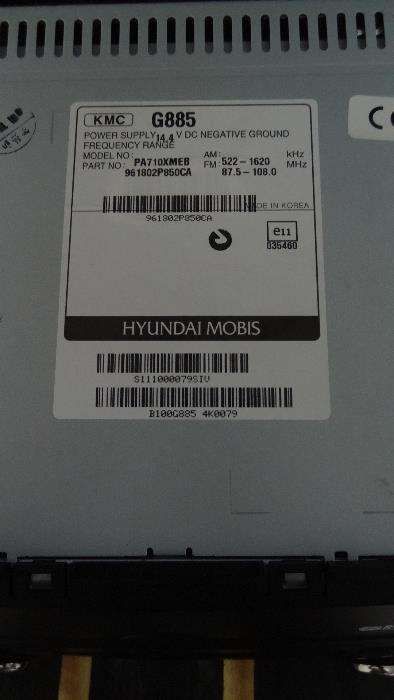 KMC G885
POWER SUPPLY 14.4 V DC NEGATIVE GROUND
FREQUENCY RANGE
MODEL NO: PA710XMEB AM: 522-1620 kHz
PART NO: 961802P850CA FM: 87.5-108.0 MHz
DE IN KOREA
961802P850CA
e11
035460
HYUNDAI MOBIS
S111000079SIV
B100G885 4K0079